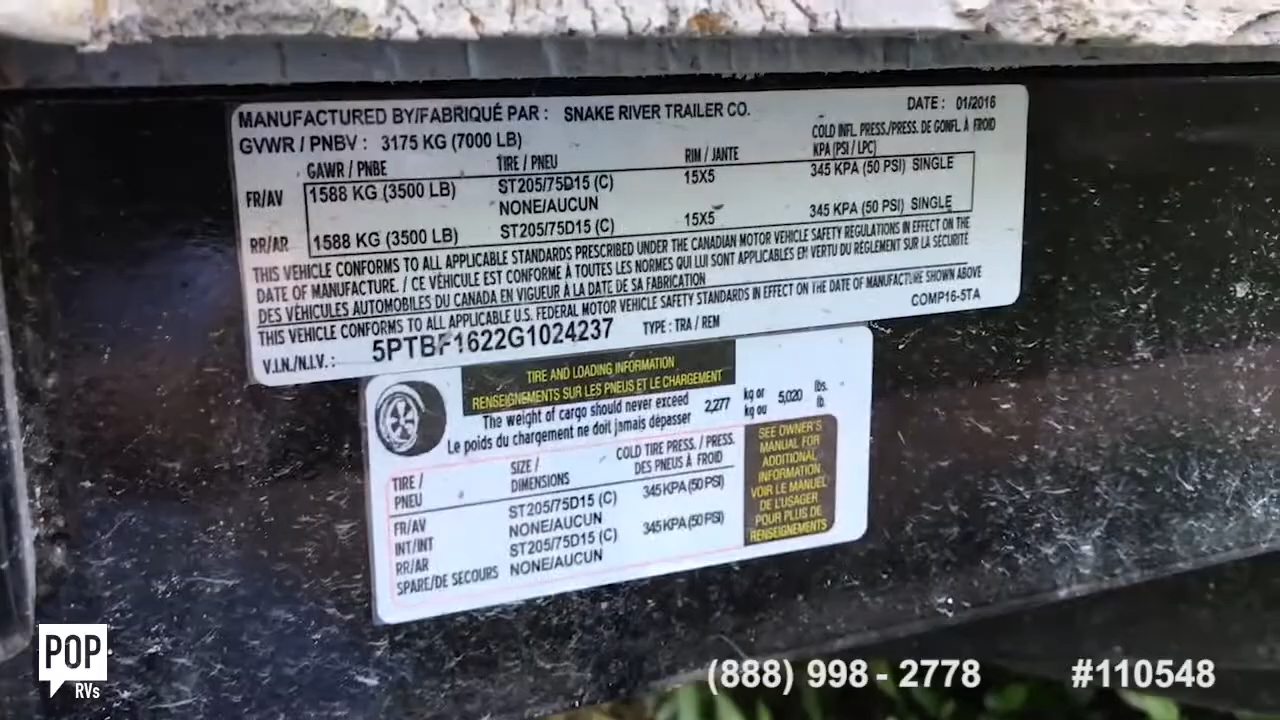 MANUFACTURED BY/FABRIQUÉ PAR : SNAKE RIVER TRAILER CO. DATE : 01/2016
GVWR / PNBV : 3175 KG (7000 LB) COLD INFL. PRESS./PRESS. DE GONFL. À FROID
GAWR / PNBE TIRE / PNEU RIM / JANTE KPA (PSI / LPC)
FR/AV 1588 KG (3500 LB) ST205/75D15 (C) 15X5 345 KPA (50 PSI) SINGLE
NONE/AUCUN
RR/AR 1588 KG (3500 LB) ST205/75D15 (C) 15X5 345 KPA (50 PSI) SINGLE
THIS VEHICLE CONFORMS TO ALL APPLICABLE STANDARDS PRESCRIBED UNDER THE CANADIAN MOTOR VEHICLE SAFETY REGULATIONS IN EFFECT ON THE
DATE OF MANUFACTURE. / CE VÉHICULE EST CONFORME À TOUTES LES NORMES QUI LUI SONT APPLICABLES EN VERTU DU RÈGLEMENT SUR LA SÉCURITÉ
DES VÉHICULES AUTOMOBILES DU CANADA EN VIGUEUR À LA DATE DE SA FABRICATION
THIS VEHICLE CONFORMS TO ALL APPLICABLE U.S. FEDERAL MOTOR VEHICLE SAFETY STANDARDS IN EFFECT ON THE DATE OF MANUFACTURE SHOWN ABOVE
V.I.N./N.I.V. : 5PTBF1622G1024237 TYPE : TRA / REM COMP16-5TA
TIRE AND LOADING INFORMATION
RENSEIGNEMENTS SUR LES PNEUS ET LE CHARGEMENT
The weight of cargo should never exceed 2,277 kg or 5,020 lbs.
Le poids du chargement ne doit jamais dépasser kg ou lb.
TIRE / SIZE / COLD TIRE PRESS. / PRESS.
PNEU DIMENSIONS DES PNEUS À FROID
FR/AV ST205/75D15 (C) 345 KPA (50 PSI)
INT/INT NONE/AUCUN
RR/AR ST205/75D15 (C) 345 KPA (50 PSI)
SPARE/DE SECOURS NONE/AUCUN
SEE OWNER'S
MANUAL FOR
ADDITIONAL
INFORMATION
VOIR LE MANUEL
DE L'USAGER
POUR PLUS DE
RENSEIGNEMENTS
POP
RVs
(888) 998 - 2778 #110548